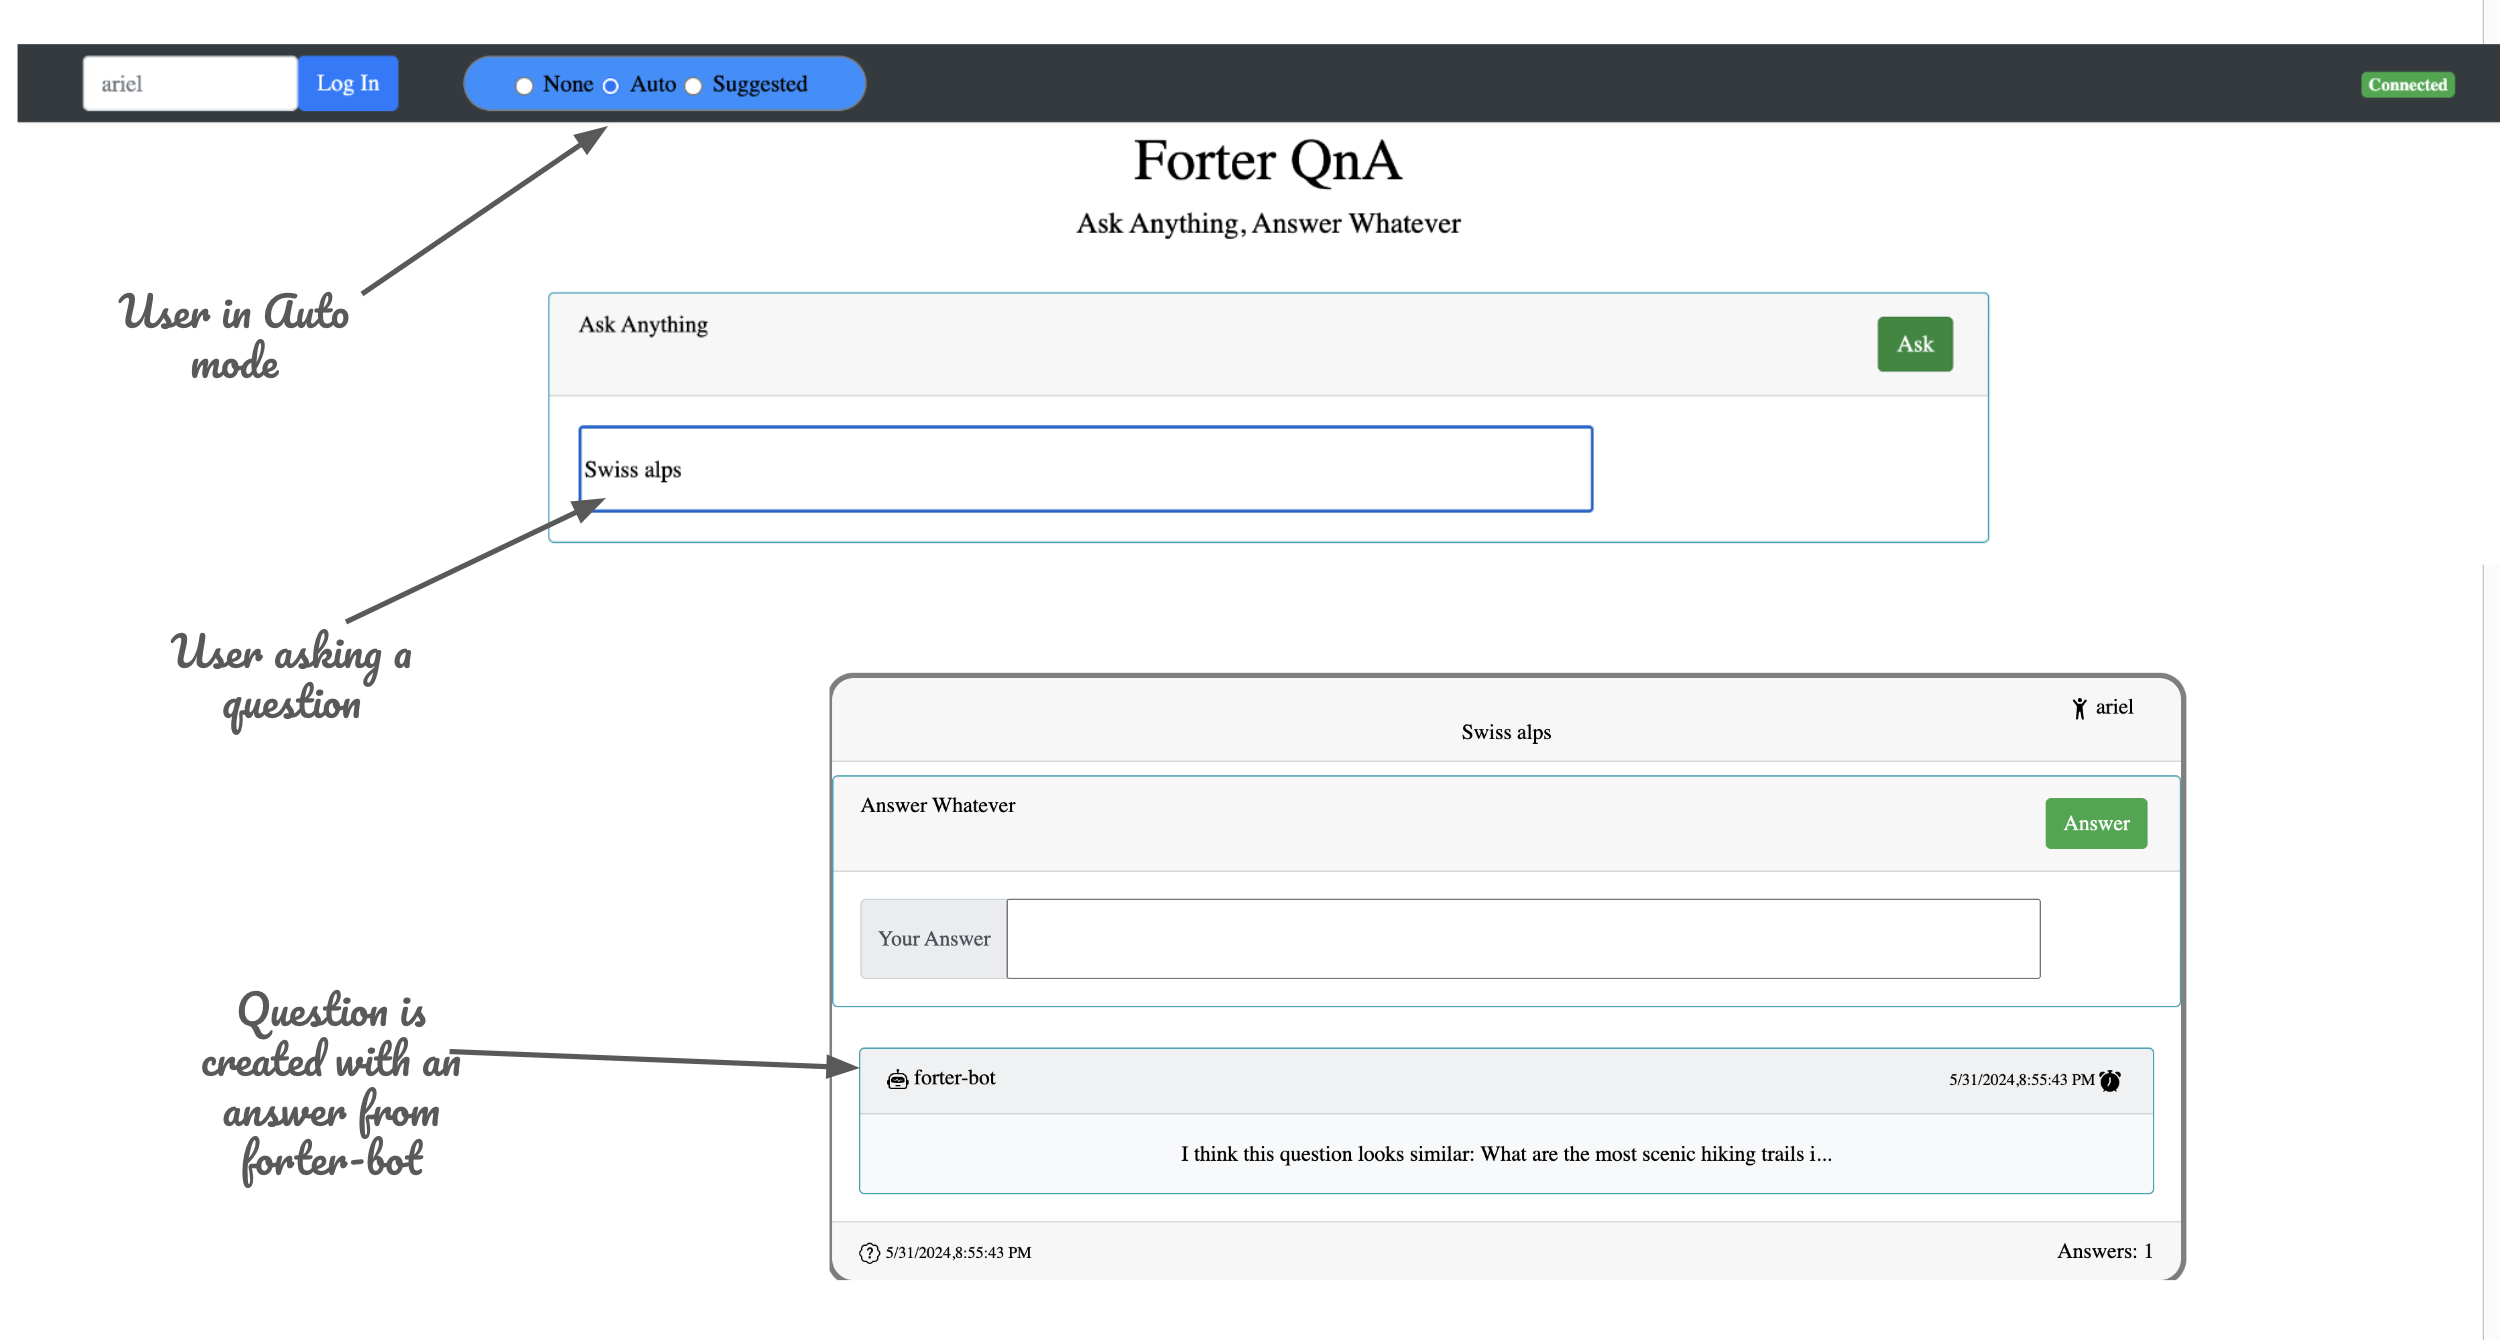 ariel
Log In
None Auto Suggested
Connected
Forter QnA
Ask Anything, Answer Whatever
User in Auto
mode
Ask Anything
Ask
Swiss alps
User asking a
question
ariel
Swiss alps
Answer Whatever
Answer
Your Answer
Question is
created with an
answer from
forter-bot
forter-bot
5/31/2024,8:55:43 PM
I think this question looks similar: What are the most scenic hiking trails i...
5/31/2024,8:55:43 PM
Answers: 1